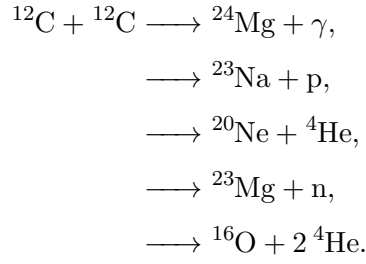 ¹²C + ¹²C ⟶ ²⁴Mg + γ,
⟶ ²³Na + p,
⟶ ²⁰Ne + ⁴He,
⟶ ²³Mg + n,
⟶ ¹⁶O + 2 ⁴He.